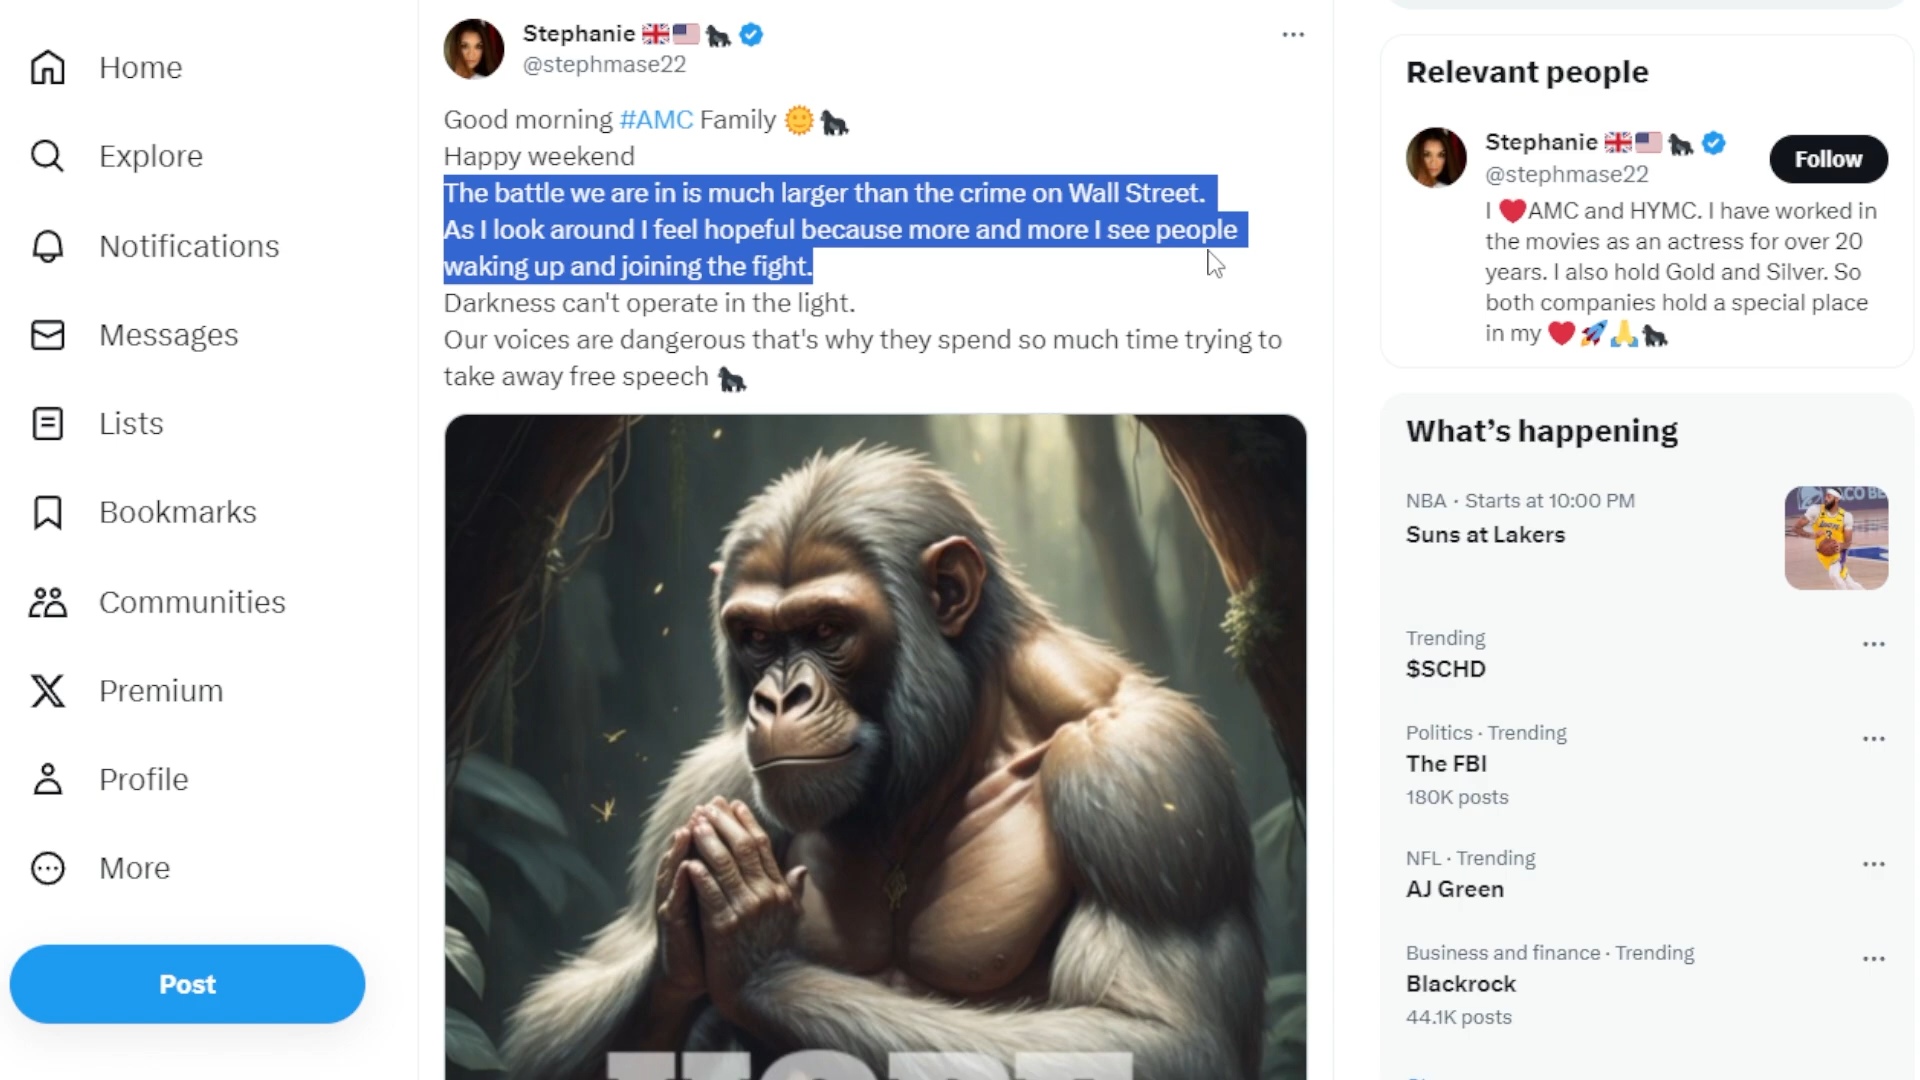 Home
Explore
Notifications
Messages
Lists
Bookmarks
Communities
Premium
Profile
More
Post
Stephanie
@stephmase22
Good morning #AMC Family
Happy weekend
The battle we are in is much larger than the crime on Wall Street.
As I look around I feel hopeful because more and more I see people
waking up and joining the fight.
Darkness can't operate in the light.
Our voices are dangerous that's why they spend so much time trying to
take away free speech
Relevant people
Stephanie
@stephmase22
Follow
I ❤️AMC and HYMC. I have worked in
the movies as an actress for over 20
years. I also hold Gold and Silver. So
both companies hold a special place
in my ❤️🚀🙏🦍
What's happening
NBA · Starts at 10:00 PM
Suns at Lakers
Trending
$SCHD
Politics · Trending
The FBI
180K posts
NFL · Trending
AJ Green
Business and finance · Trending
Blackrock
44.1K posts